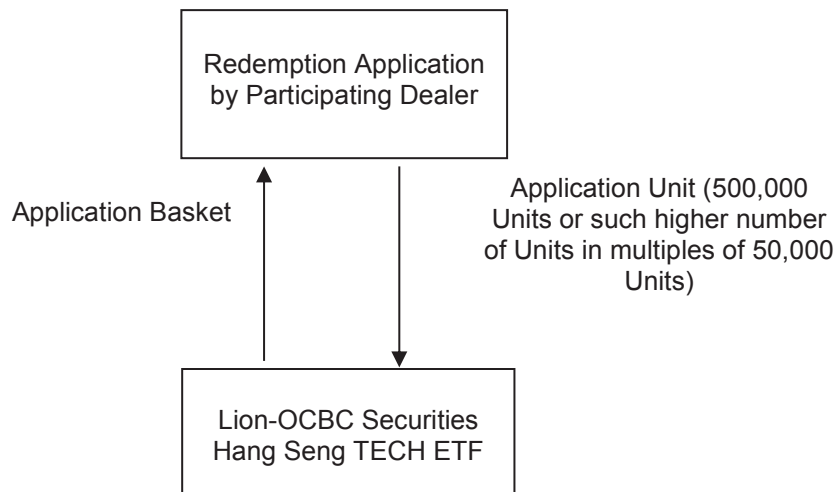 Redemption Application
by Participating Dealer
Application Basket
Application Unit (500,000
Units or such higher number
of Units in multiples of 50,000
Units)
Lion-OCBC Securities
Hang Seng TECH ETF